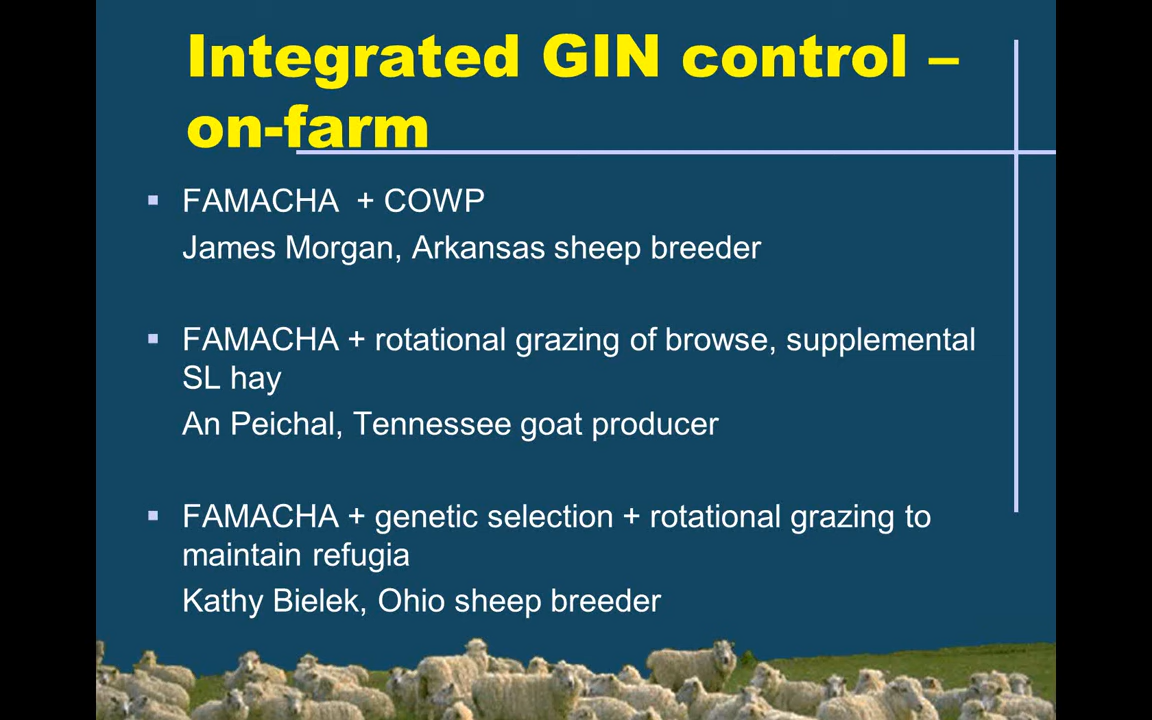 Integrated GIN control –
on-farm
▪ FAMACHA + COWP
James Morgan, Arkansas sheep breeder
▪ FAMACHA + rotational grazing of browse, supplemental
SL hay
An Peichal, Tennessee goat producer
▪ FAMACHA + genetic selection + rotational grazing to
maintain refugia
Kathy Bielek, Ohio sheep breeder